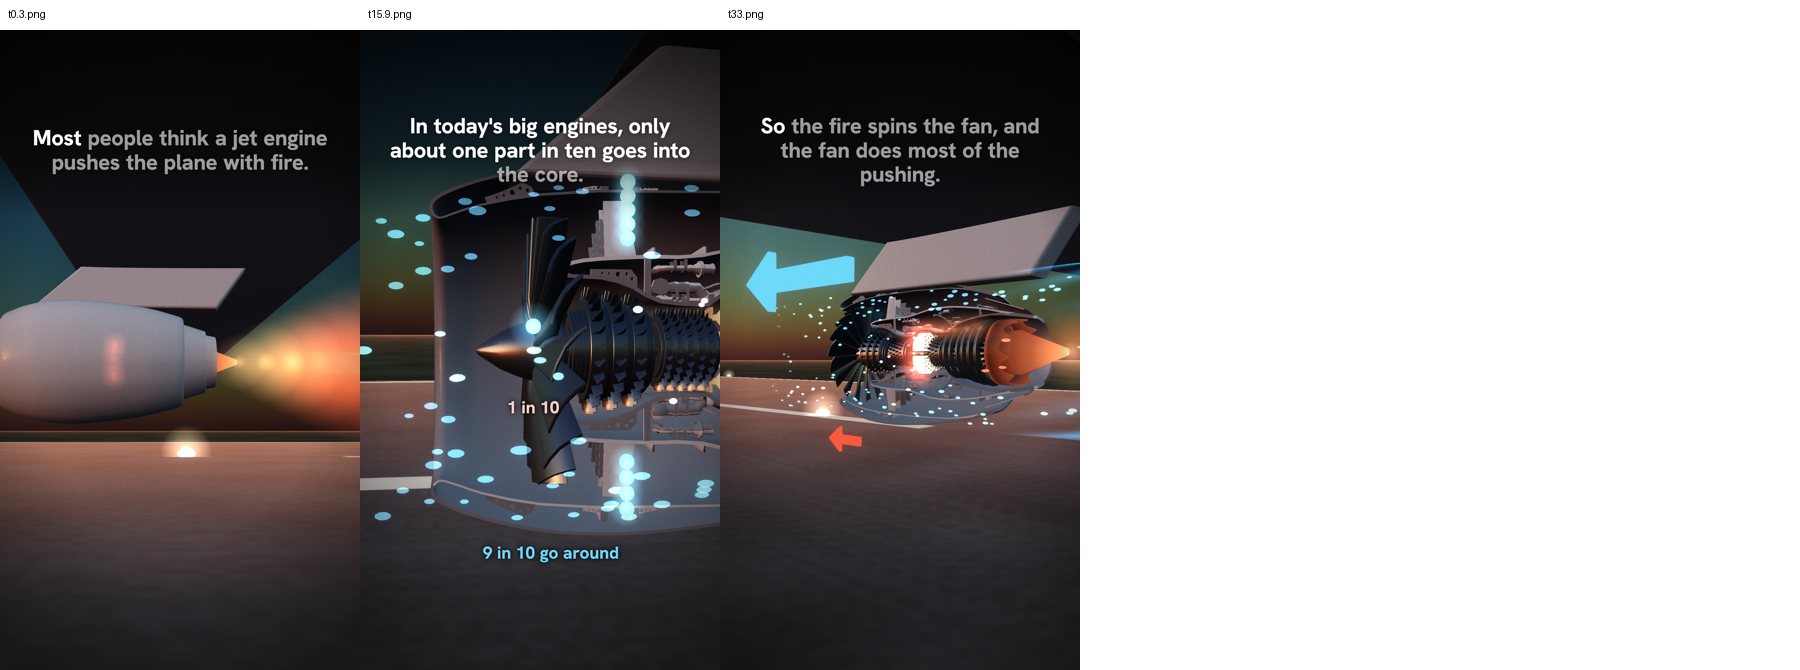 t0.3.png
t15.9.png
t33.png
Most people think a jet engine
pushes the plane with fire.
In today's big engines, only
about one part in ten goes into
the core.
1 in 10
9 in 10 go around
So the fire spins the fan, and
the fan does most of the
pushing.